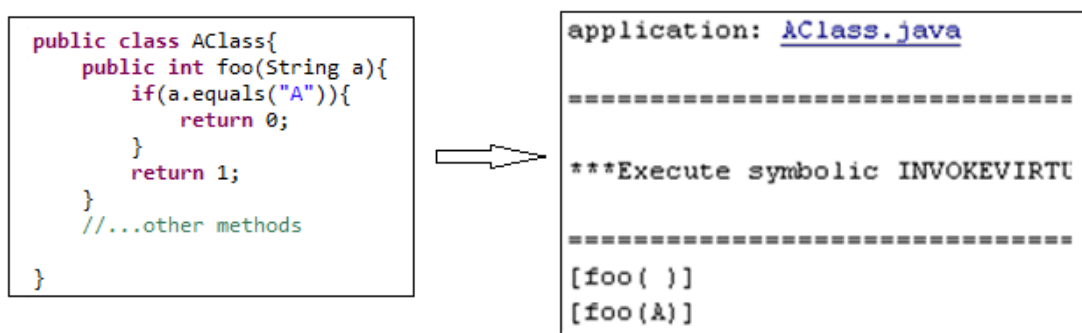 public class AClass{
public int foo(String a){
if(a.equals("A")){
return 0;
}
return 1;
}
//...other methods
}
application: AClass.java
================================
***Execute symbolic INVOKEVIRTU
================================
[foo( )]
[foo(A)]